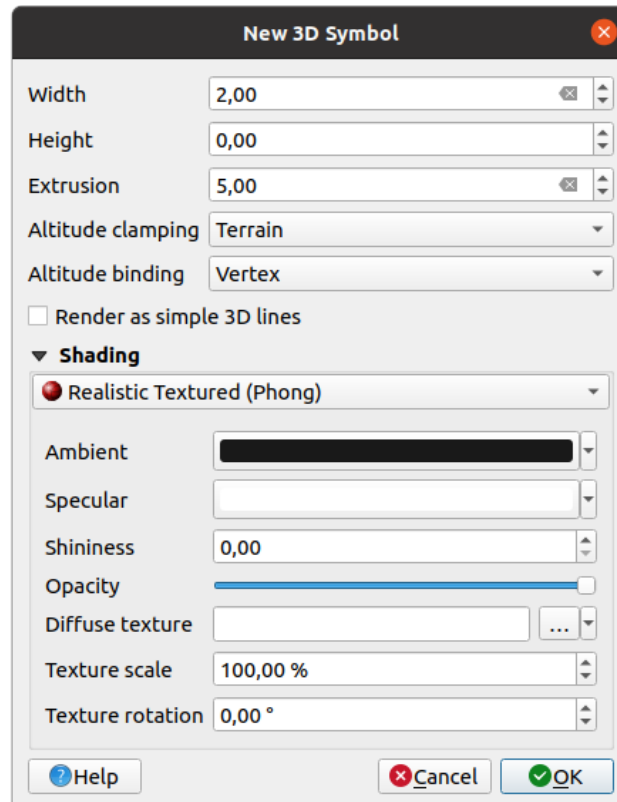 New 3D Symbol
Width 2,00
Height 0,00
Extrusion 5,00
Altitude clamping Terrain
Altitude binding Vertex
Render as simple 3D lines
Shading
Realistic Textured (Phong)
Ambient
Specular
Shininess 0,00
Opacity
Diffuse texture ...
Texture scale 100,00 %
Texture rotation 0,00 °
Help Cancel OK